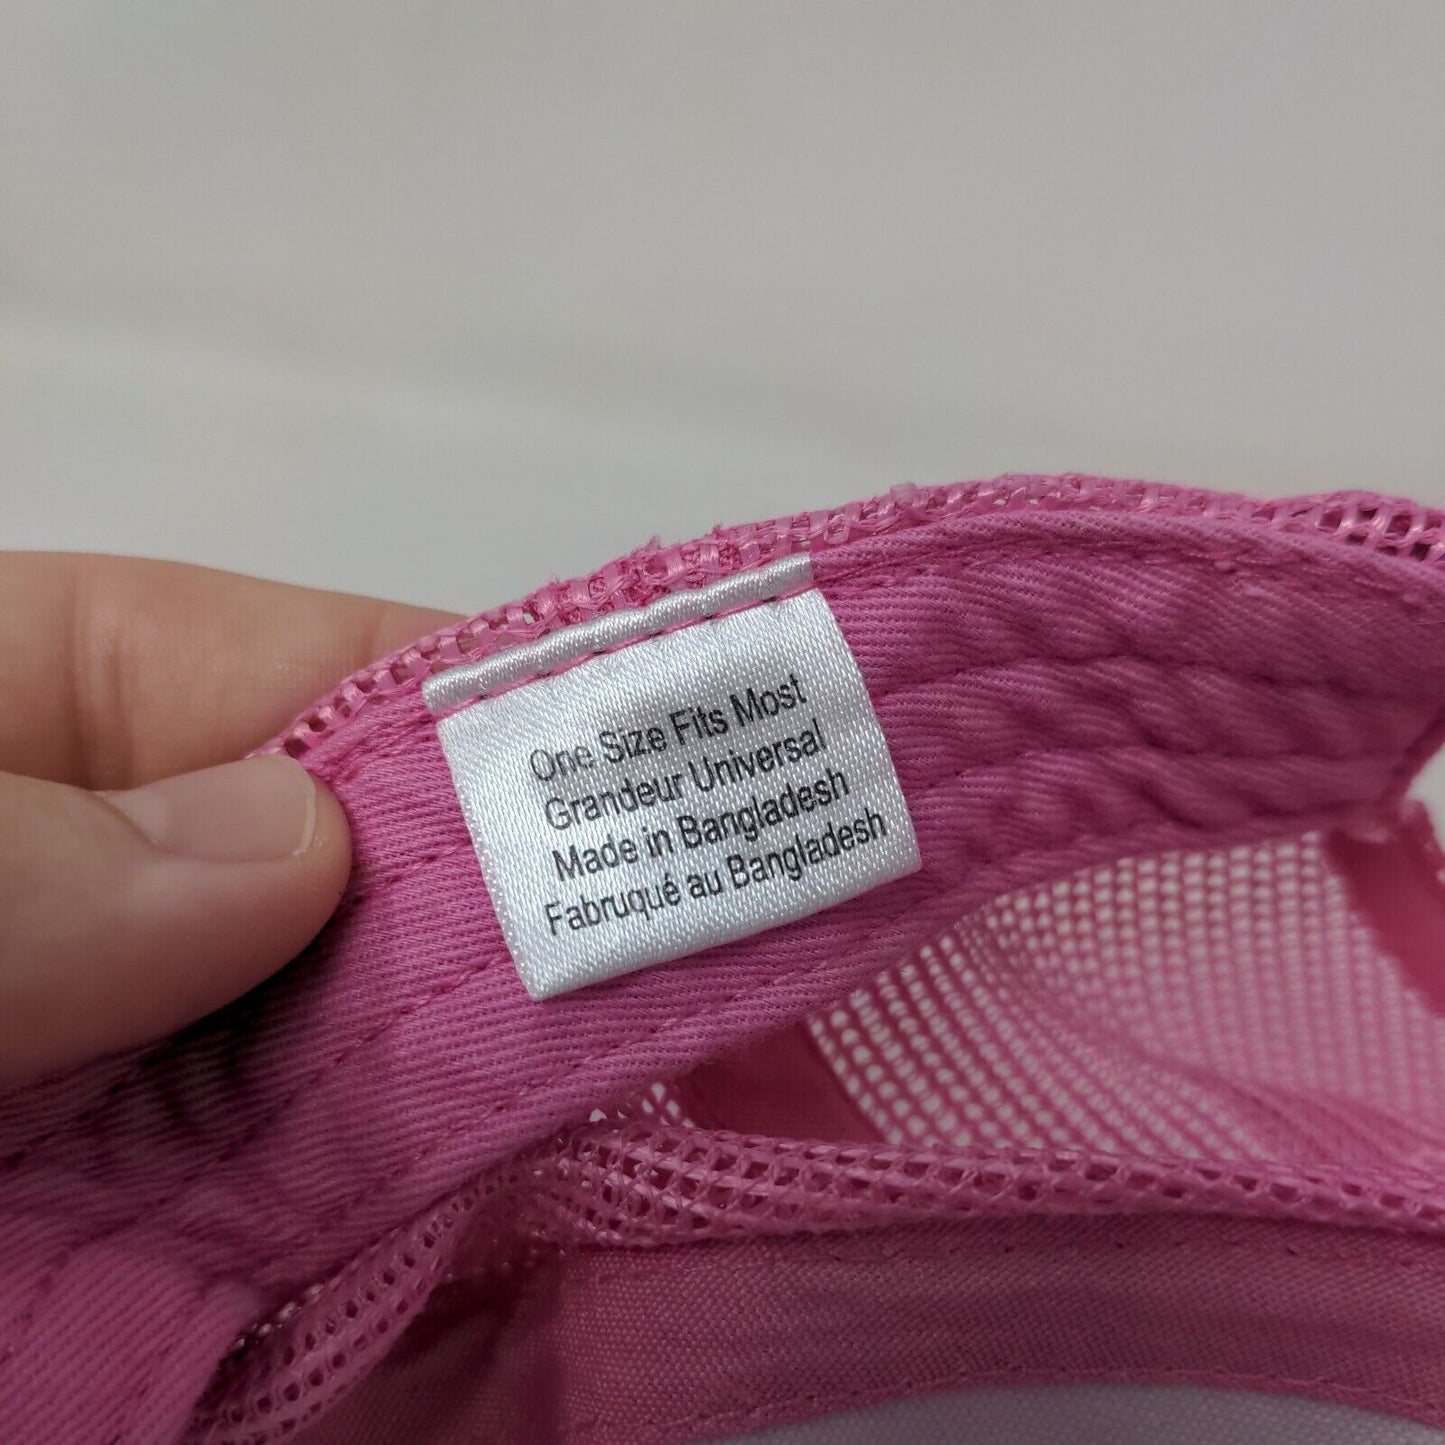 One Size Fits Most
Grandeur Universal
Made in Bangladesh
Fabruqué au Bangladesh